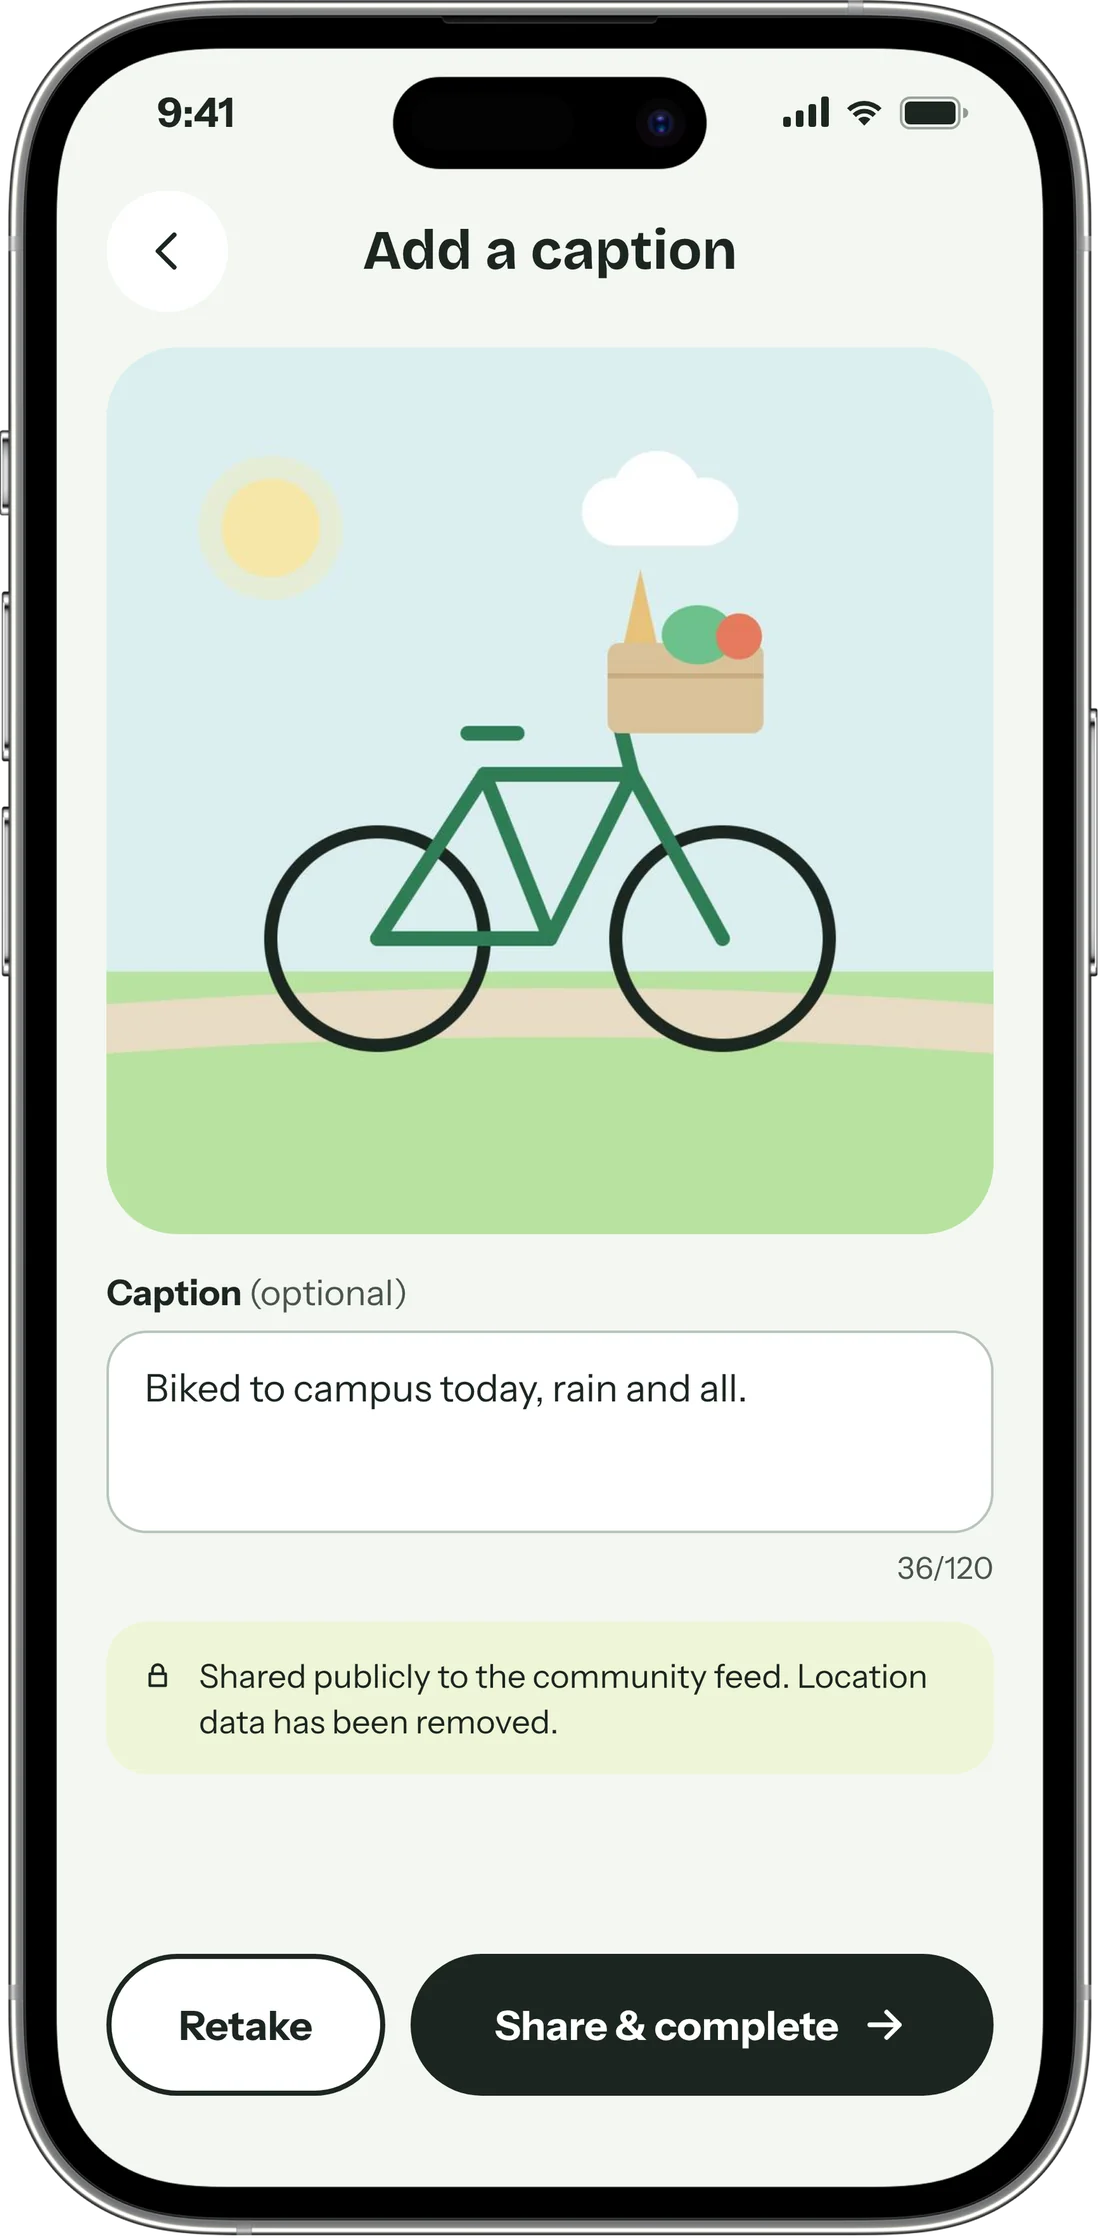 9:41
Add a caption
Caption (optional)
Biked to campus today, rain and all.
36/120
Shared publicly to the community feed. Location
data has been removed.
Retake
Share & complete →